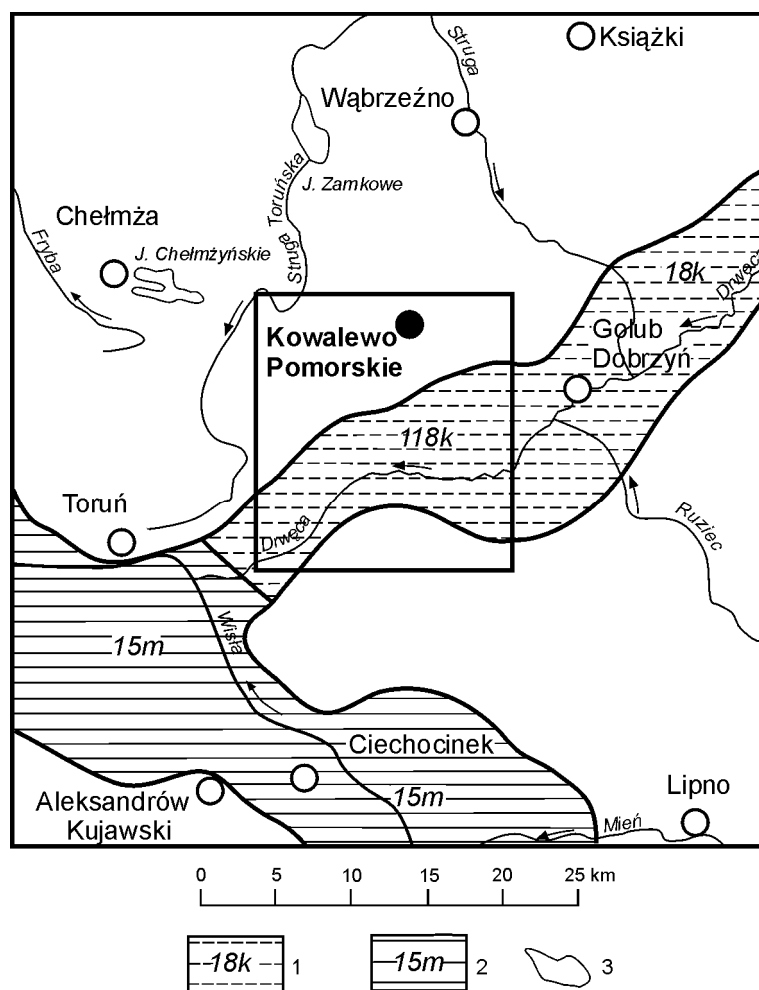 Struga
Książki
Wąbrzeźno
Struga Toruńska
J. Zamkowe
Chełmża
J. Chełmżyńskie
Fryba
18k
Drwęca
Kowalewo
Pomorskie
Gołub
Dobrzyń
118k
Toruń
Drwęca
Ruziec
Wisła
15m
Ciechocinek
Aleksandrów
Kujawski
15m
Lipno
Mień
0 5 10 15 20 25 km
18k 1 15m 2 3